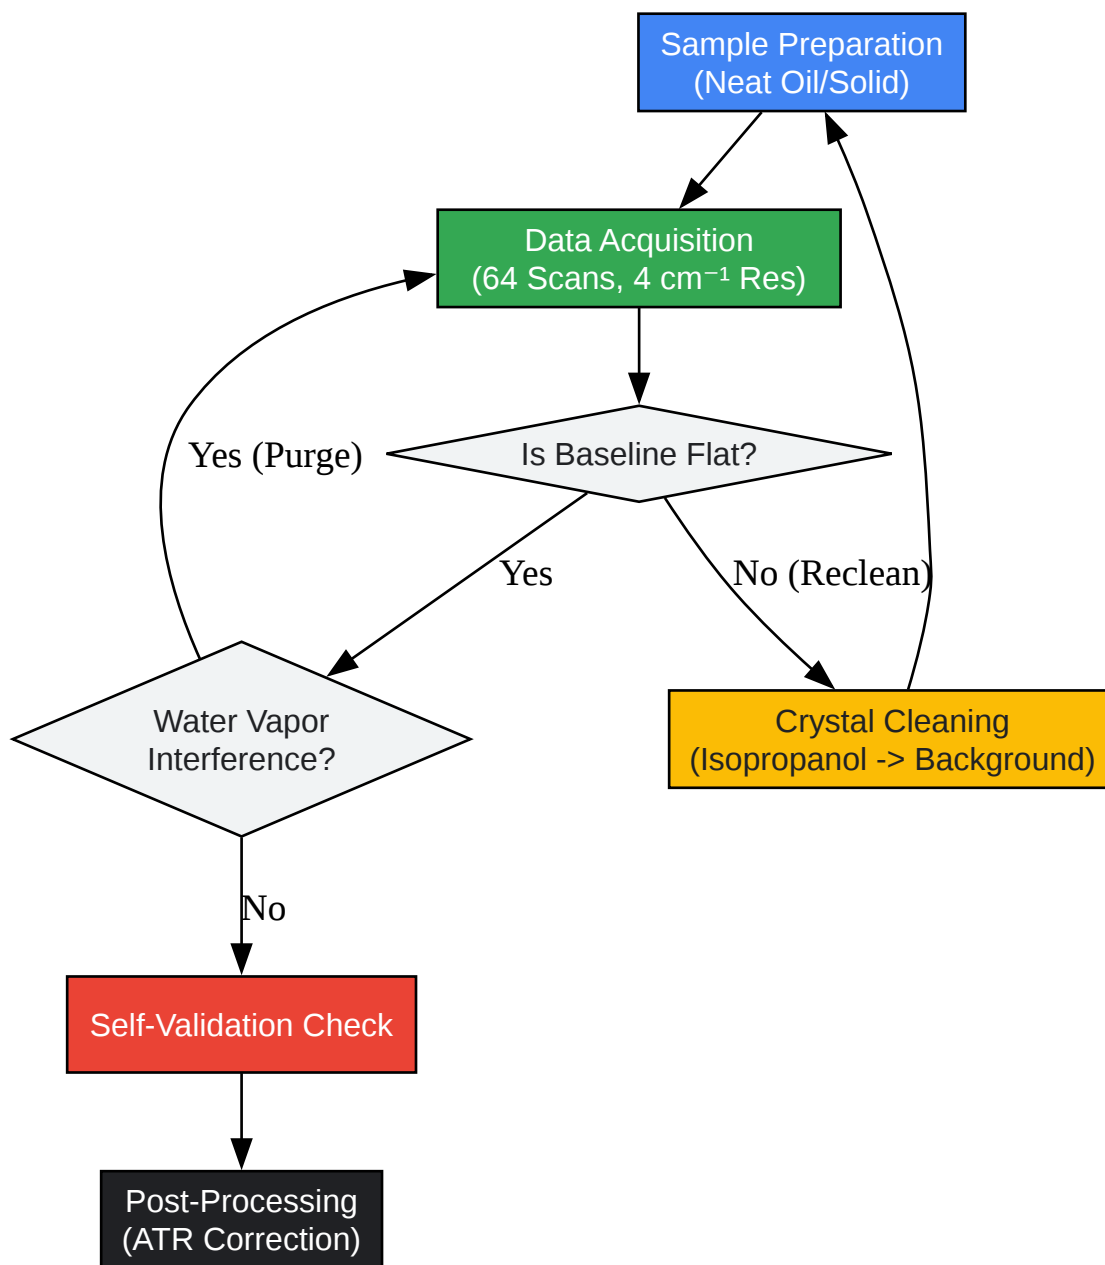 Sample Preparation
(Neat Oil/Solid)
Data Acquisition
(64 Scans, 4 cm⁻¹ Res)
Yes (Purge)
Is Baseline Flat?
Yes
No (Reclean)
Water Vapor
Interference?
Crystal Cleaning
(Isopropanol -> Background)
No
Self-Validation Check
Post-Processing
(ATR Correction)